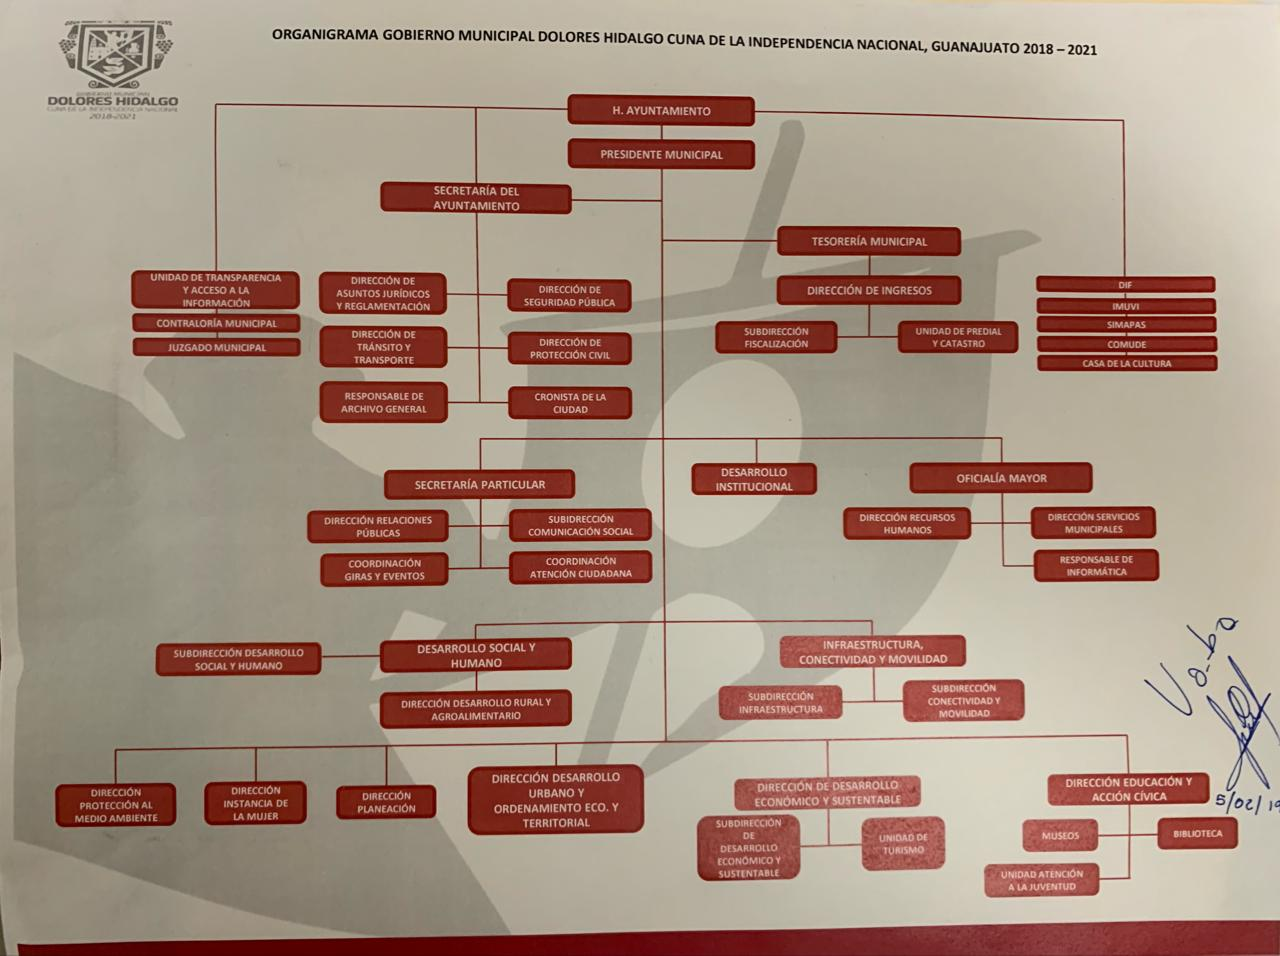 ORGANIGRAMA GOBIERNO MUNICIPAL DOLORES HIDALGO CUNA DE LA INDEPENDENCIA NACIONAL, GUANAJUATO 2018 – 2021
GOBIERNO MUNICIPAL
DOLORES HIDALGO
CUNA DE LA INDEPENDENCIA NACIONAL
2018-2021
H. AYUNTAMIENTO
PRESIDENTE MUNICIPAL
SECRETARÍA DEL
AYUNTAMIENTO
TESORERÍA MUNICIPAL
DIRECCIÓN DE INGRESOS
SUBDIRECCIÓN
FISCALIZACIÓN
UNIDAD DE PREDIAL
Y CATASTRO
UNIDAD DE TRANSPARENCIA
Y ACCESO A LA
INFORMACIÓN
CONTRALORÍA MUNICIPAL
JUZGADO MUNICIPAL
DIRECCIÓN DE
ASUNTOS JURÍDICOS
Y REGLAMENTACIÓN
DIRECCIÓN DE
SEGURIDAD PÚBLICA
DIRECCIÓN DE
TRÁNSITO Y
TRANSPORTE
DIRECCIÓN DE
PROTECCIÓN CIVIL
RESPONSABLE DE
ARCHIVO GENERAL
CRONISTA DE LA
CIUDAD
DIF
IMUVI
SIMAPAS
COMUDE
CASA DE LA CULTURA
SECRETARÍA PARTICULAR
DIRECCIÓN RELACIONES
PÚBLICAS
SUBIDRECCIÓN
COMUNICACIÓN SOCIAL
COORDINACIÓN
GIRAS Y EVENTOS
COORDINACIÓN
ATENCIÓN CIUDADANA
DESARROLLO
INSTITUCIONAL
OFICIALÍA MAYOR
DIRECCIÓN RECURSOS
HUMANOS
DIRECCIÓN SERVICIOS
MUNICIPALES
RESPONSABLE DE
INFORMÁTICA
SUBDIRECCIÓN DESARROLLO
SOCIAL Y HUMANO
DESARROLLO SOCIAL Y
HUMANO
DIRECCIÓN DESARROLLO RURAL Y
AGROALIMENTARIO
INFRAESTRUCTURA,
CONECTIVIDAD Y MOVILIDAD
SUBDIRECCIÓN
INFRAESTRUCTURA
SUBDIRECCIÓN
CONECTIVIDAD Y
MOVILIDAD
DIRECCIÓN
PROTECCIÓN AL
MEDIO AMBIENTE
DIRECCIÓN
INSTANCIA DE
LA MUJER
DIRECCIÓN
PLANEACIÓN
DIRECCIÓN DESARROLLO
URBANO Y
ORDENAMIENTO ECO. Y
TERRITORIAL
DIRECCIÓN DE DESARROLLO
ECONÓMICO Y SUSTENTABLE
SUBDIRECCIÓN
DE
DESARROLLO
ECONÓMICO Y
SUSTENTABLE
UNIDAD DE
TURISMO
DIRECCIÓN EDUCACIÓN Y
ACCIÓN CÍVICA
MUSEOS
BIBLIOTECA
UNIDAD ATENCIÓN
A LA JUVENTUD
Vo. bo
5/02/19